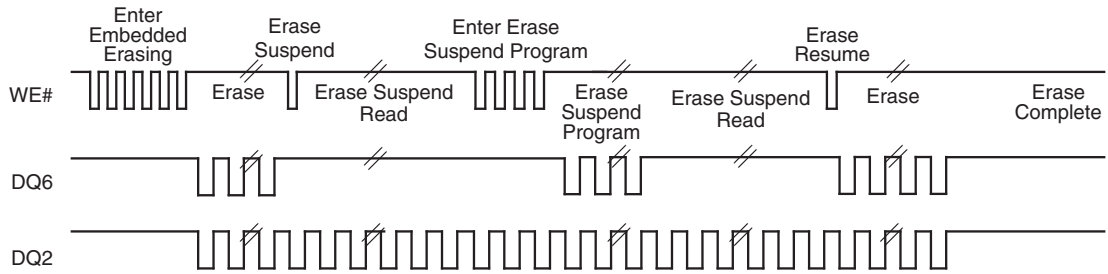 Enter
Embedded
Erasing
Erase
Suspend
Enter Erase
Suspend Program
Erase
Resume
WE#
Erase
Erase Suspend
Read
Erase
Suspend
Program
Erase Suspend
Read
Erase
Erase
Complete
DQ6
DQ2